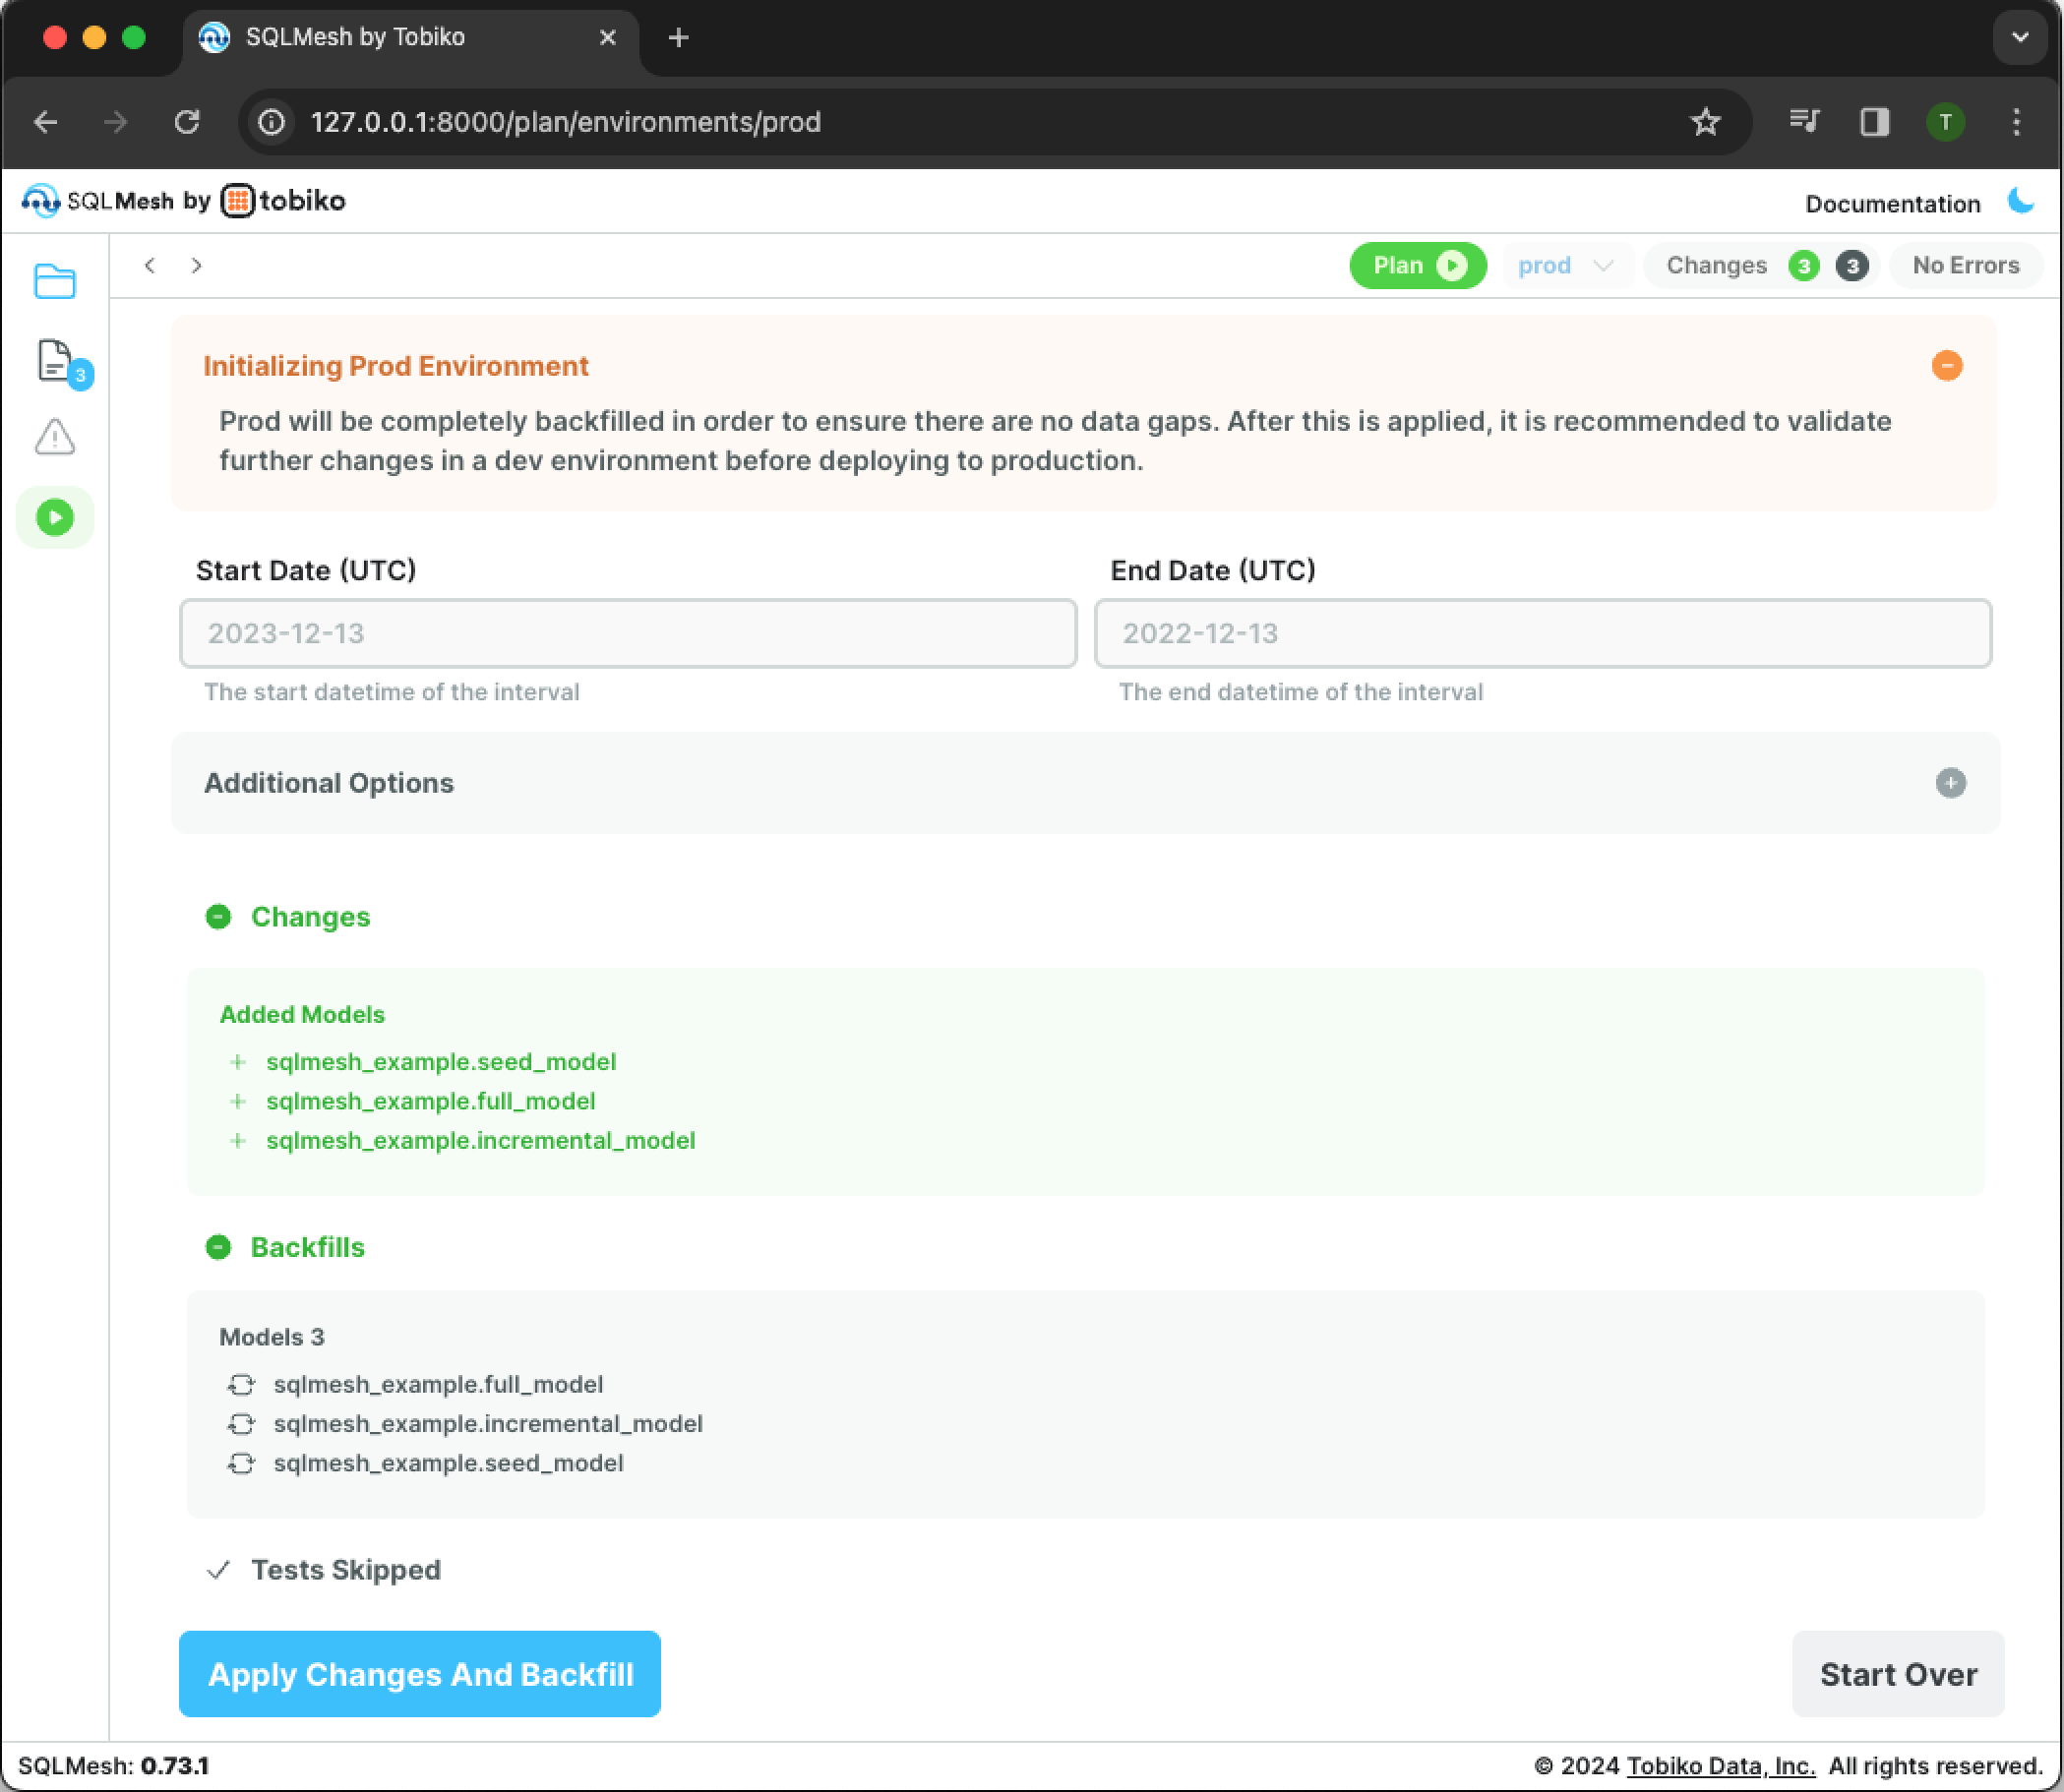 SQLMesh by Tobiko
127.0.0.1:8000/plan/environments/prod
T
SQLMesh by tobiko
Documentation
Plan
prod
Changes 3 3
No Errors
3
Initializing Prod Environment
Prod will be completely backfilled in order to ensure there are no data gaps. After this is applied, it is recommended to validate
further changes in a dev environment before deploying to production.
Start Date (UTC)
End Date (UTC)
2023-12-13
2022-12-13
The start datetime of the interval
The end datetime of the interval
Additional Options
Changes
Added Models
sqlmesh_example.seed_model
sqlmesh_example.full_model
sqlmesh_example.incremental_model
Backfills
Models 3
sqlmesh_example.full_model
sqlmesh_example.incremental_model
sqlmesh_example.seed_model
Tests Skipped
Apply Changes And Backfill
Start Over
SQLMesh: 0.73.1
© 2024 Tobiko Data, Inc. All rights reserved.